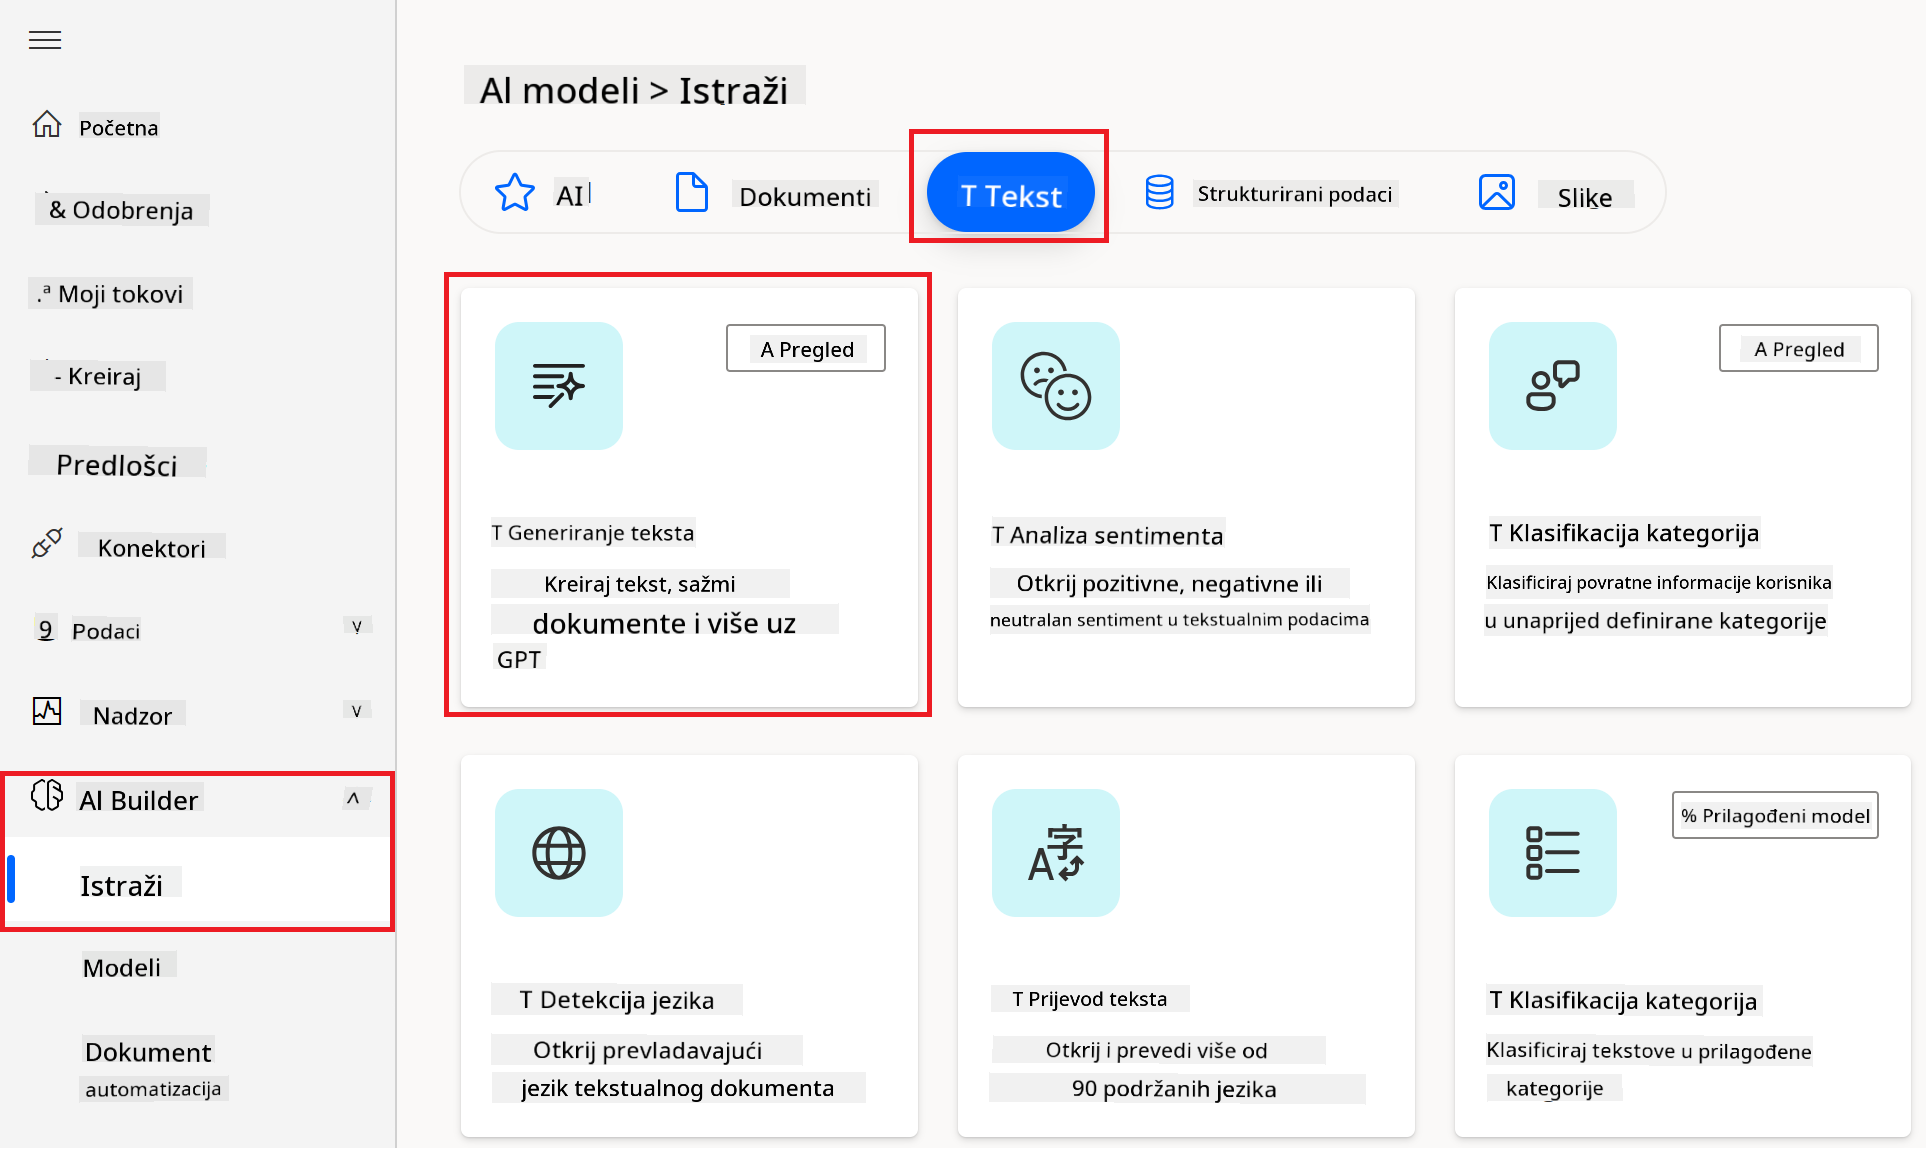 Početna
& Odobrenja
.ª Moji tokovi
- Kreiraj
Predlošci
Konektori
9 Podaci
Nadzor
AI Builder
Istraži
Modeli
Dokument
automatizacija
Al modeli > Istraži
AI
Dokumenti
T Tekst
Strukturirani podaci
Slike
A Pregled
T Generiranje teksta
Kreiraj tekst, sažmi
dokumente i više uz
GPT
T Analiza sentimenta
Otkrij pozitivne, negativne ili
neutralan sentiment u tekstualnim podacima
A Pregled
T Klasifikacija kategorija
Klasificiraj povratne informacije korisnika
u unaprijed definirane kategorije
T Detekcija jezika
Otkrij prevladavajući
jezik tekstualnog dokumenta
T Prijevod teksta
Otkrij i prevedi više od
90 podržanih jezika
% Prilagođeni model
T Klasifikacija kategorija
Klasificiraj tekstove u prilagođene
kategorije